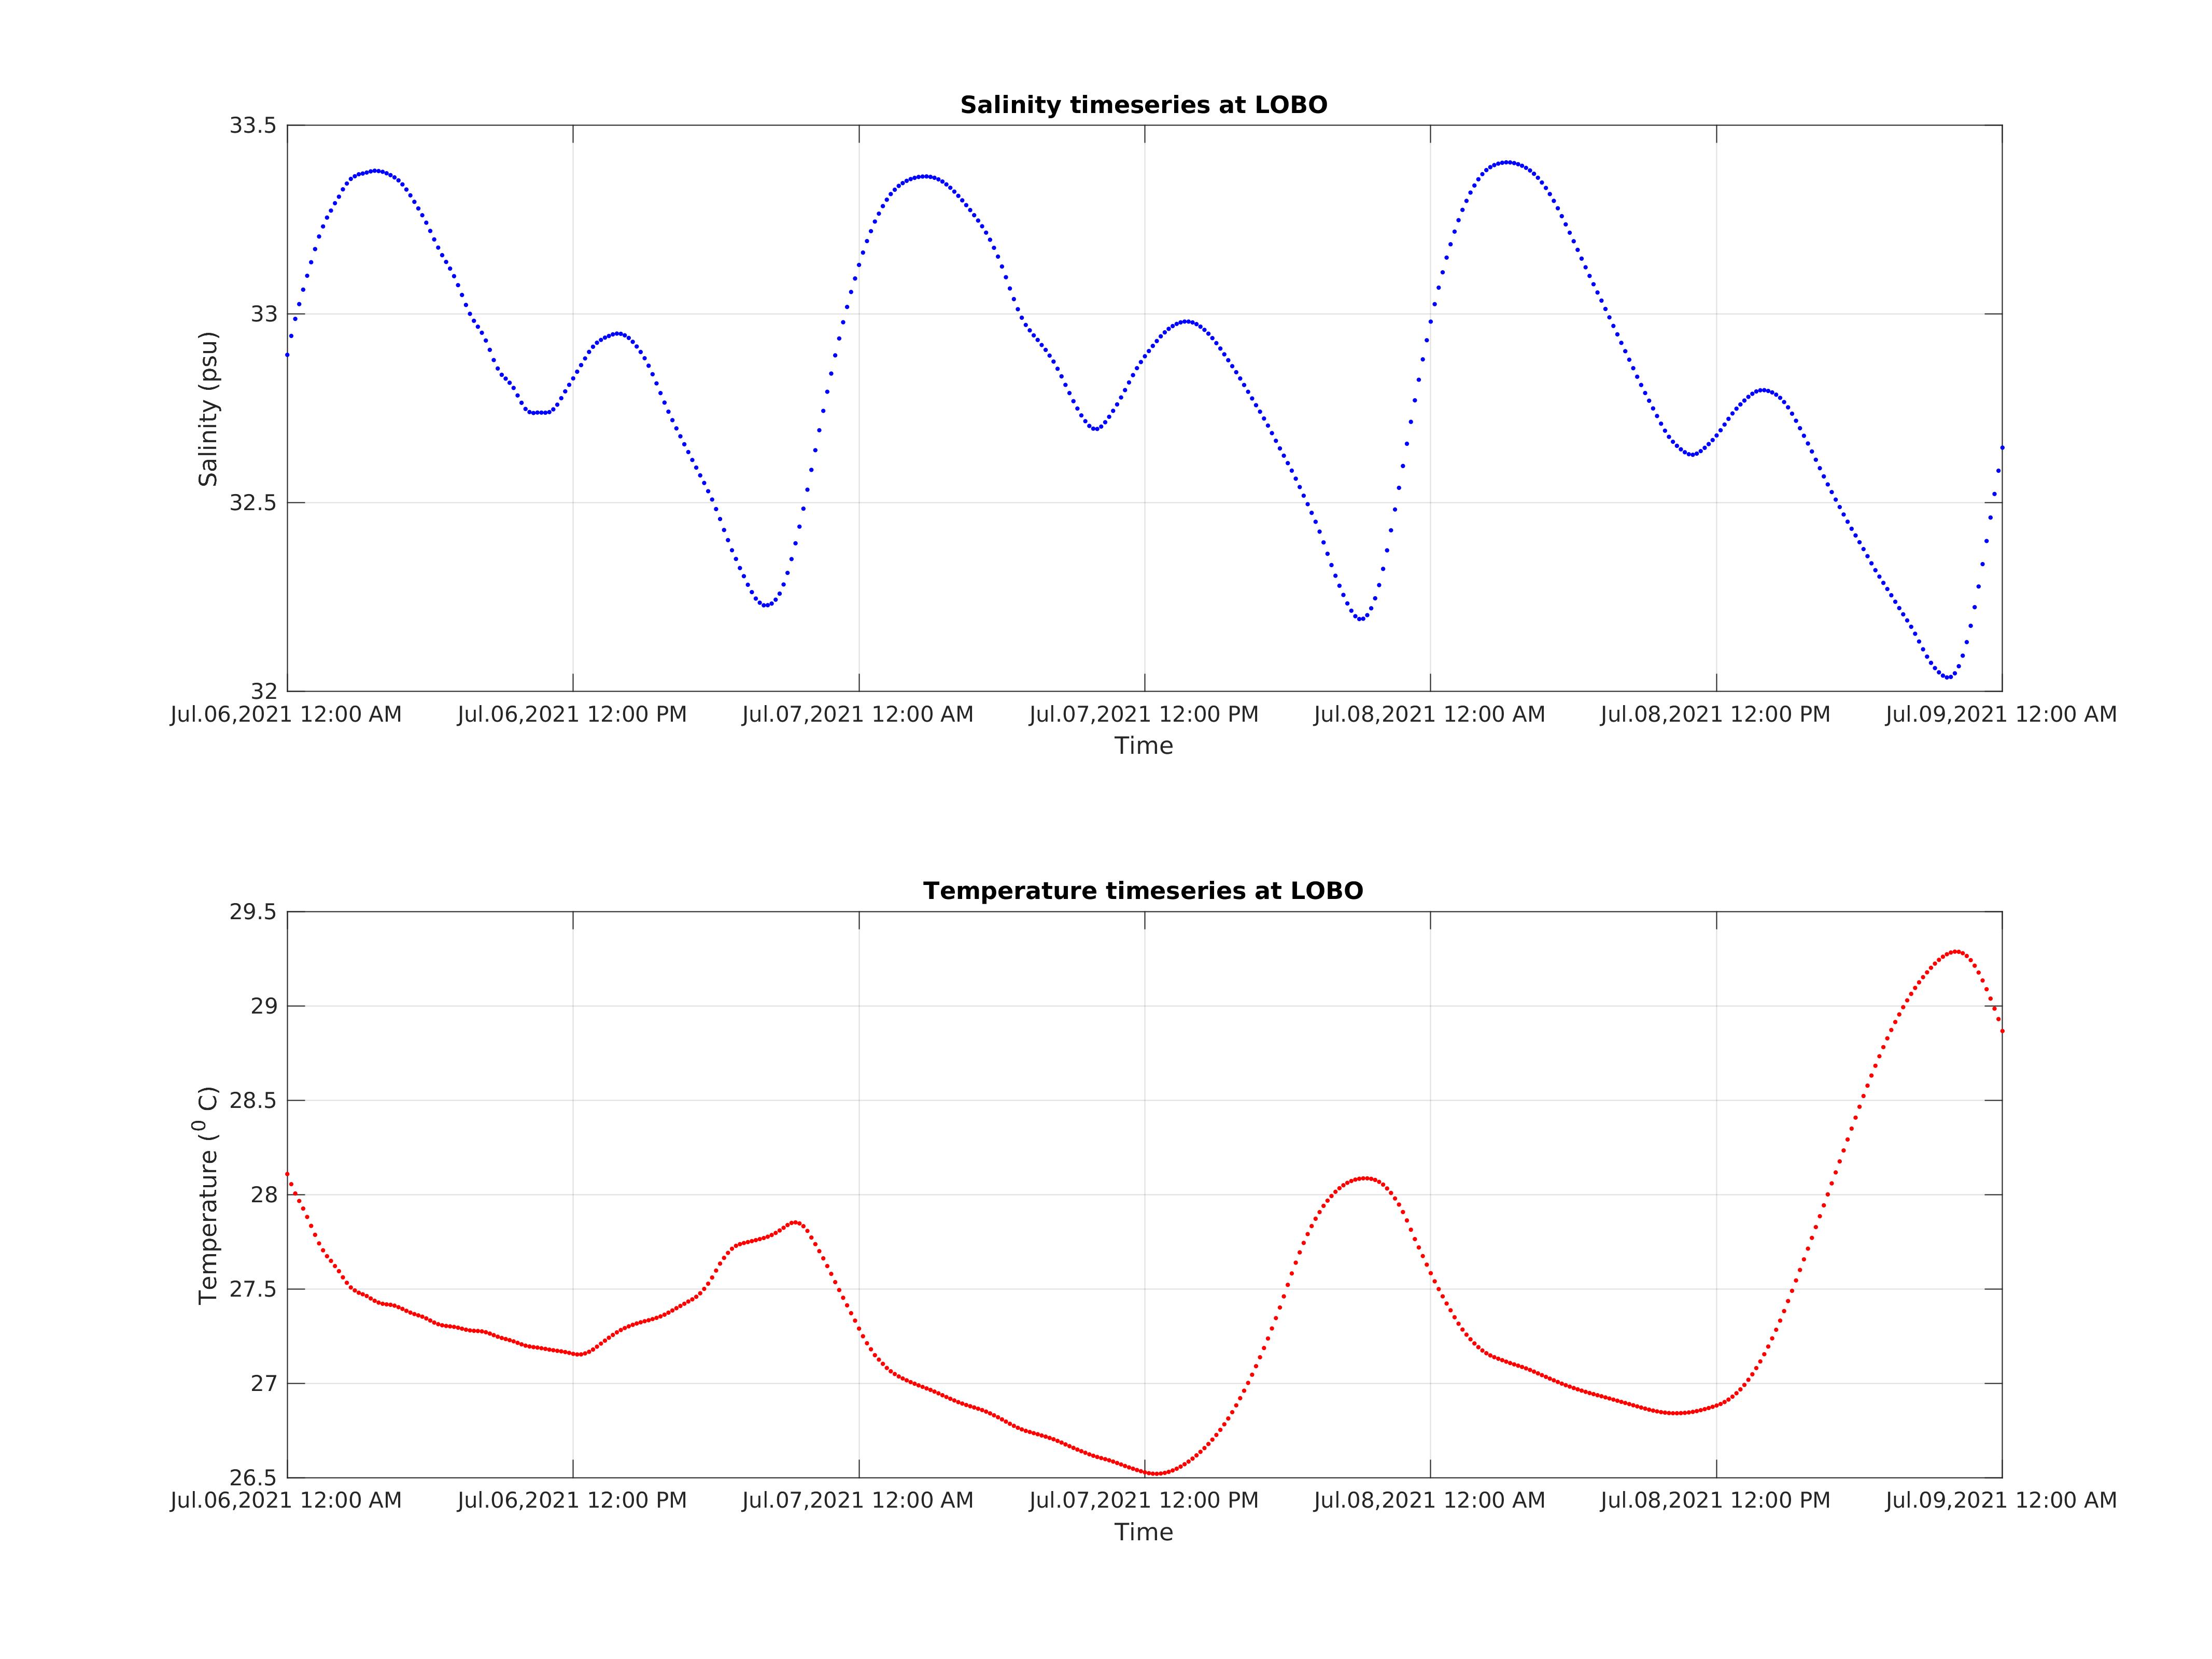 Salinity timeseries at LOBO
33.5
33
32.5
32
Salinity (psu)
Jul.06,2021 12:00 AM Jul.06,2021 12:00 PM Jul.07,2021 12:00 AM Jul.07,2021 12:00 PM Jul.08,2021 12:00 AM Jul.08,2021 12:00 PM Jul.09,2021 12:00 AM
Time
Temperature timeseries at LOBO
29.5
29
28.5
28
27.5
27
26.5
Temperature (⁰ C)
Jul.06,2021 12:00 AM Jul.06,2021 12:00 PM Jul.07,2021 12:00 AM Jul.07,2021 12:00 PM Jul.08,2021 12:00 AM Jul.08,2021 12:00 PM Jul.09,2021 12:00 AM
Time